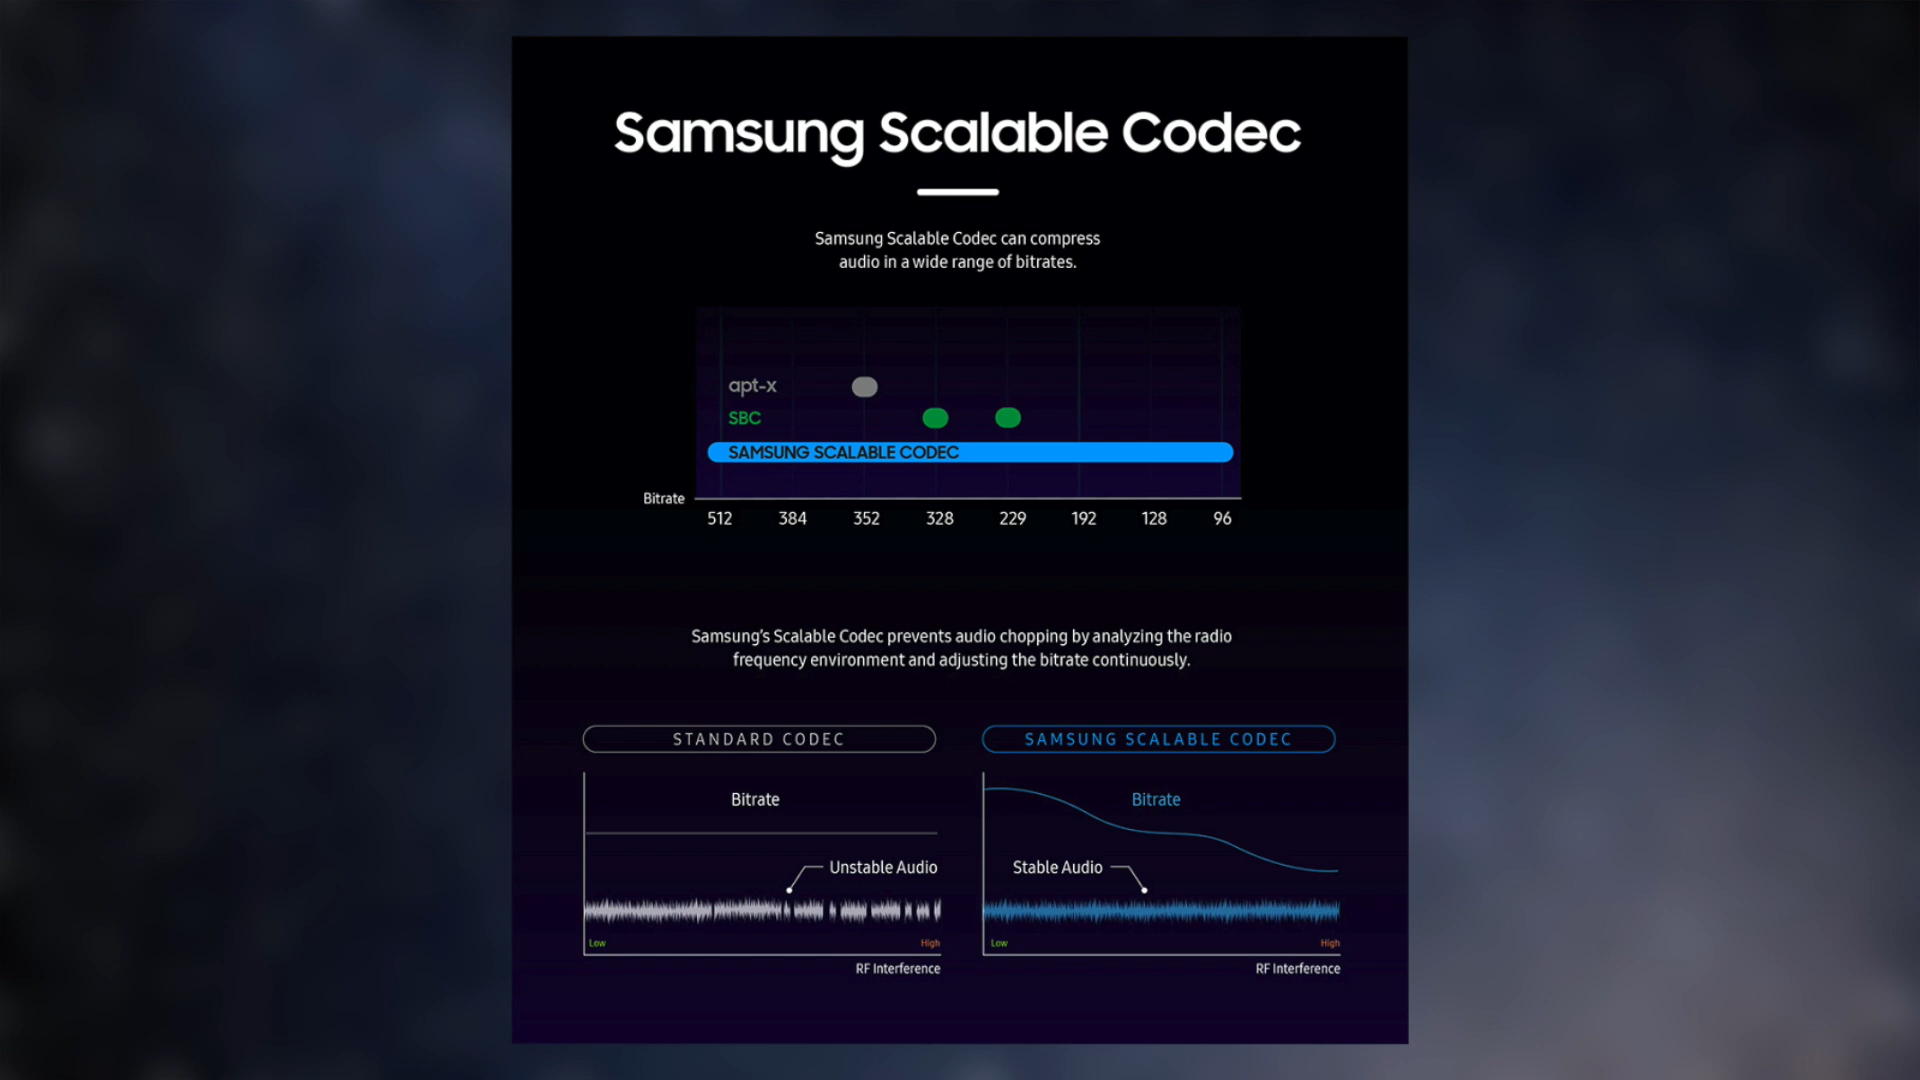 Samsung Scalable Codec
Samsung Scalable Codec can compress
audio in a wide range of bitrates.
apt-x
SBC
SAMSUNG SCALABLE CODEC
Bitrate
512 384 352 328 229 192 128 96
Samsung's Scalable Codec prevents audio chopping by analyzing the radio
frequency environment and adjusting the bitrate continuously.
STANDARD CODEC
Bitrate
Unstable Audio
Low High
RF Interference
SAMSUNG SCALABLE CODEC
Bitrate
Stable Audio
Low High
RF Interference